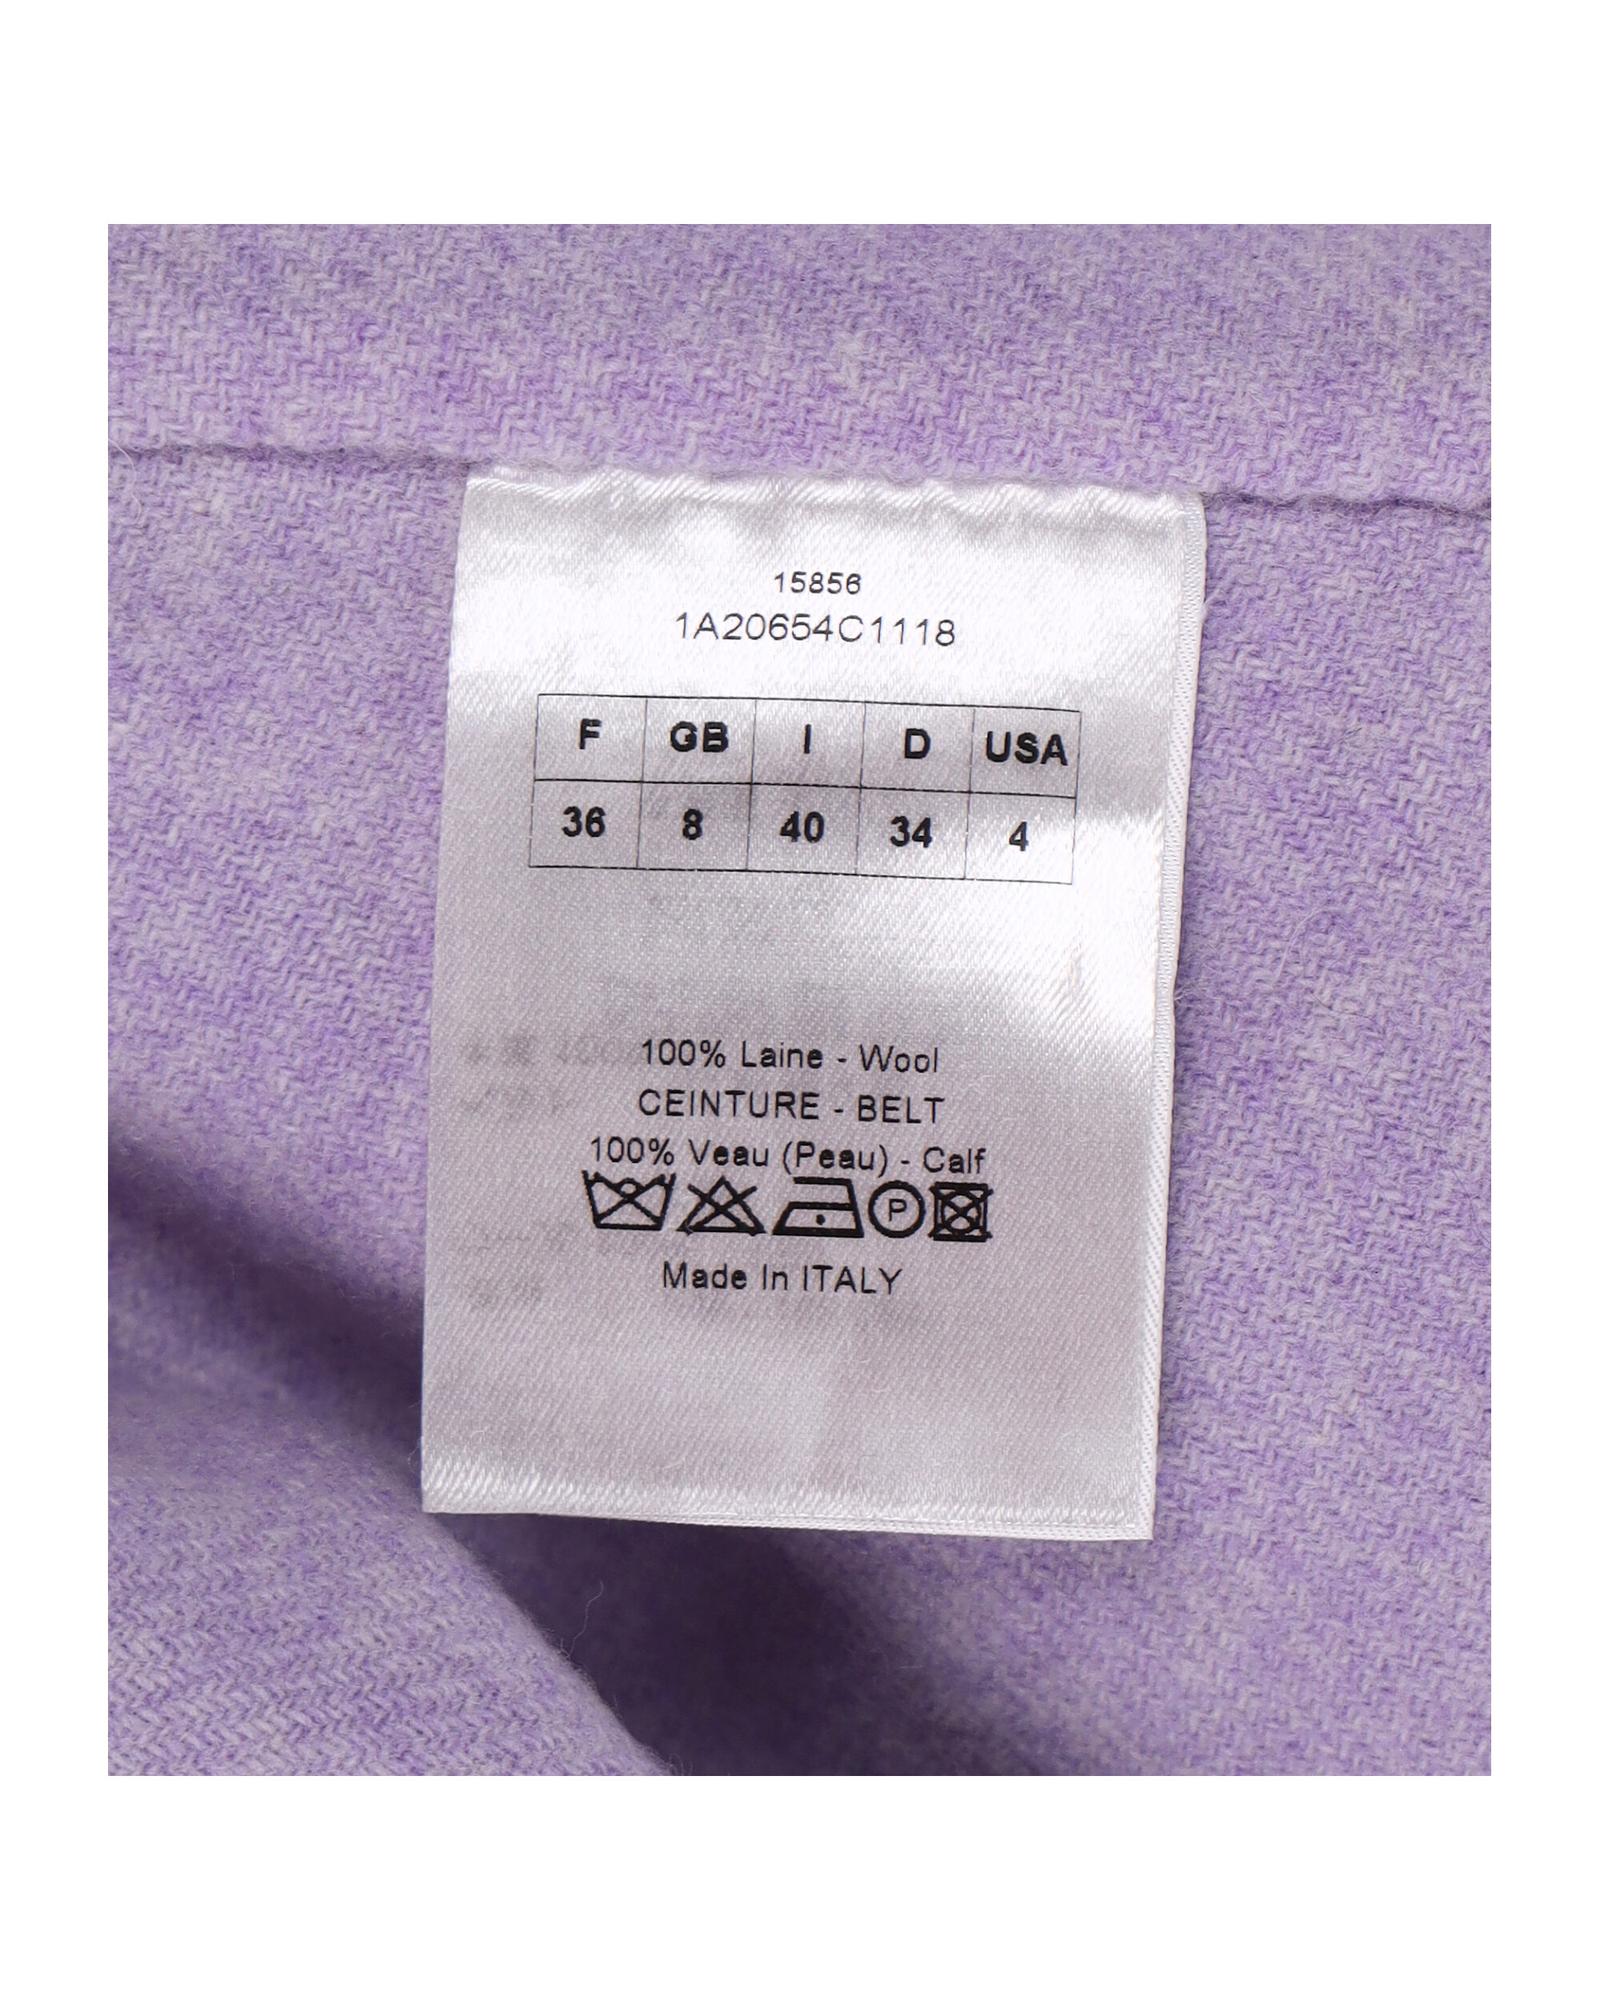 15856
1A20654C1118
F GB I D USA
36 8 40 34 4
100% Laine - Wool
CEINTURE - BELT
100% Veau (Peau) - Calf
P
Made In ITALY